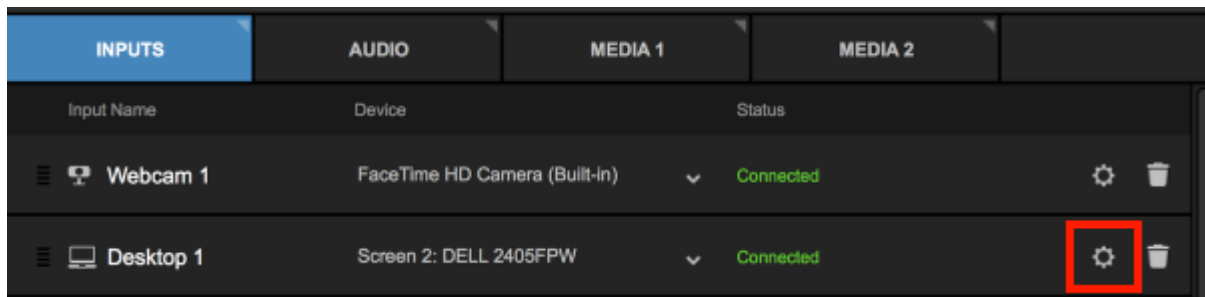 INPUTS AUDIO MEDIA 1 MEDIA 2
Input Name Device Status
Webcam 1 FaceTime HD Camera (Built-in) Connected
Desktop 1 Screen 2: DELL 2405FPW Connected